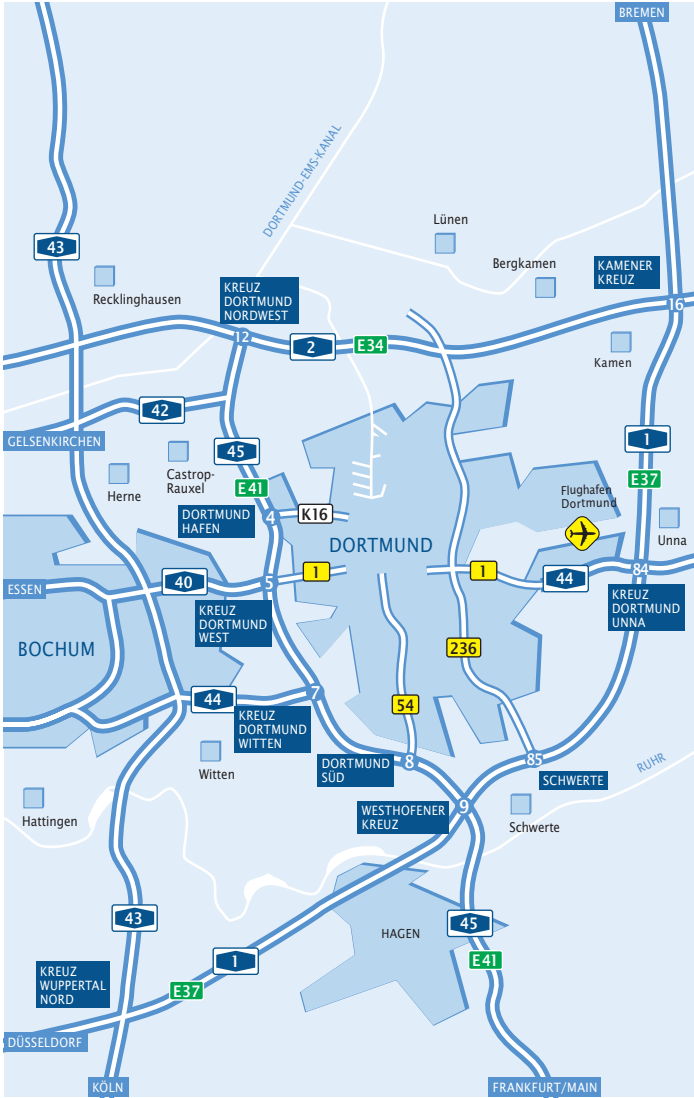 BREMEN
DORTMUND-EMS-KANAL
43
Lünen
Recklinghausen
Bergkamen
KAMENER
KREUZ
KREUZ
DORTMUND
NORDWEST
16
12
2
E34
Kamen
42
GELSENKIRCHEN
45
1
Castrop-
Rauxel
Herne
E41
E37
Flughafen
Dortmund
DORTMUND
HAFEN
4
K16
Unna
DORTMUND
ESSEN
40
5
1
1
44
84
KREUZ
DORTMUND
WEST
KREUZ
DORTMUND
UNNA
BOCHUM
236
44
7
54
KREUZ
DORTMUND
WITTEN
Witten
DORTMUND
SÜD
8
85
SCHWERTE
RUHR
Hattingen
WESTHOFENER
KREUZ
9
Schwerte
43
45
HAGEN
1
E41
KREUZ
WUPPERTAL
NORD
E37
DÜSSELDORF
KÖLN
FRANKFURT/MAIN